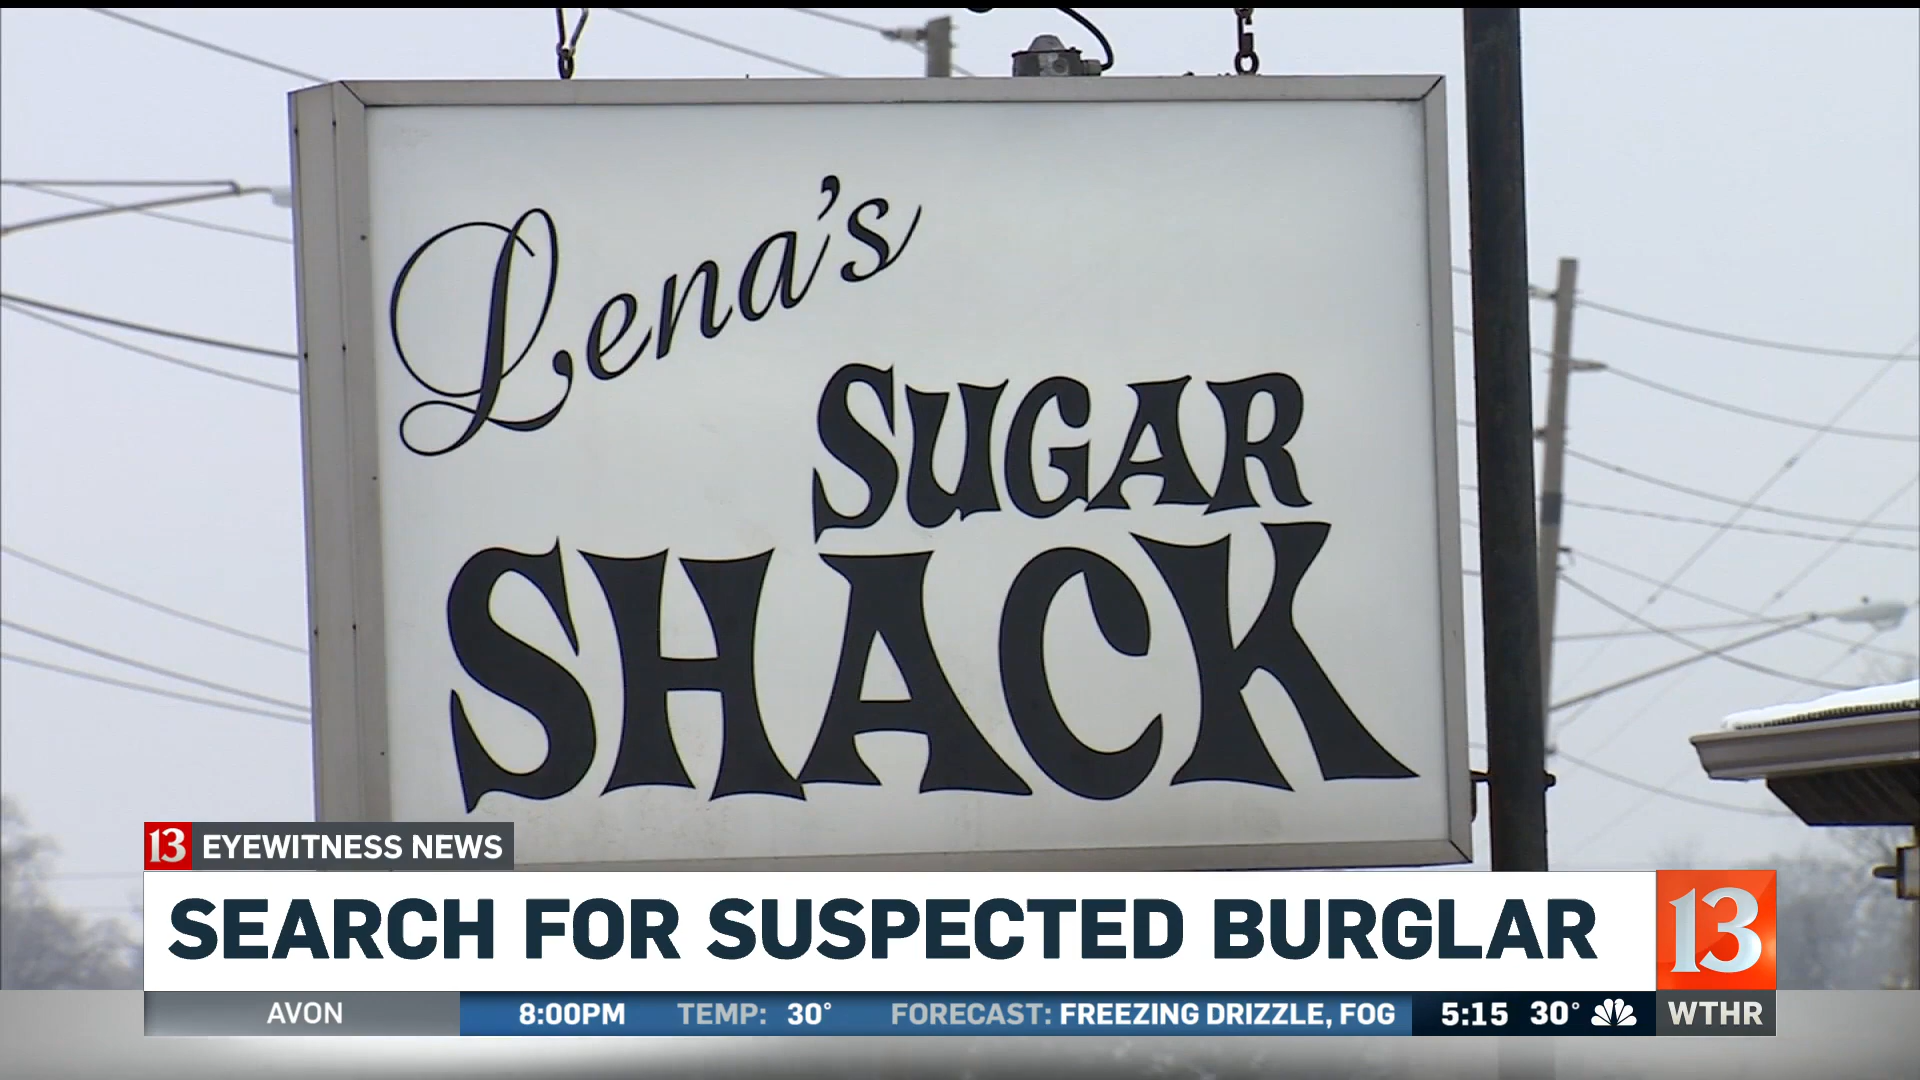 Lena's
SUGAR
SHACK
13 EYEWITNESS NEWS
SEARCH FOR SUSPECTED BURGLAR
13
AVON 8:00PM TEMP: 30° FORECAST: FREEZING DRIZZLE, FOG 5:15 30° WTHR